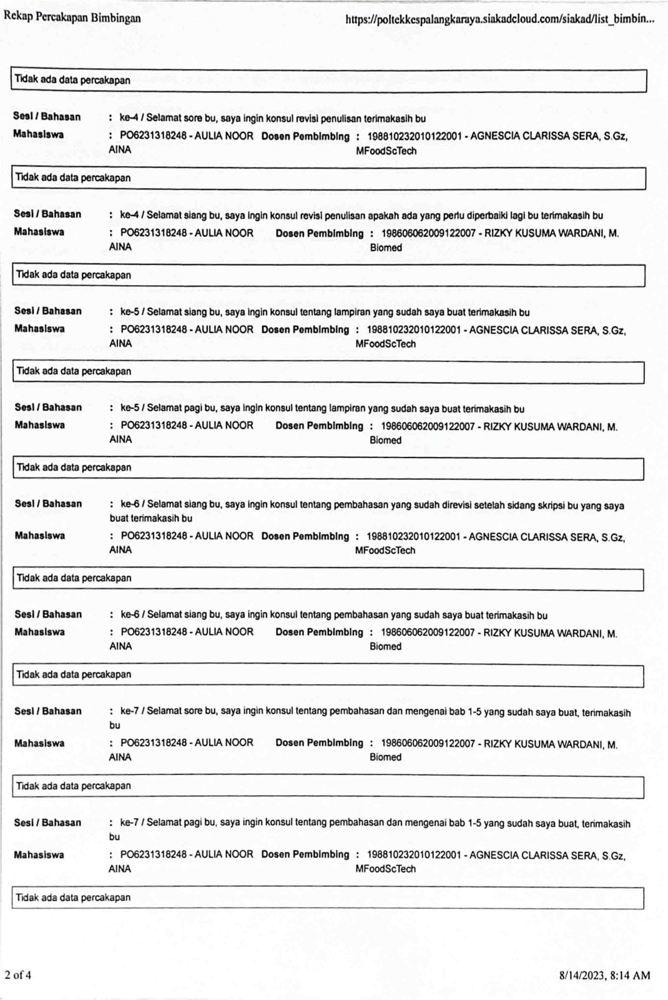 Rekap Percakapan Bimbingan https://poltekkespalangkaraya.siakadcloud.com/siakad/list_bimbin...
Tidak ada data percakapan
Sesi / Bahasan : ke-4 / Selamat sore bu, saya ingin konsul revisi penulisan terimakasih bu
Mahasiswa : PO6231318248 - AULIA NOOR Dosen Pembimbing : 198810232010122001 - AGNESCIA CLARISSA SERA, S.Gz,
AINA MFoodScTech
Tidak ada data percakapan
Sesi / Bahasan : ke-4 / Selamat siang bu, saya ingin konsul revisi penulisan apakah ada yang perlu diperbaiki lagi bu terimakasih bu
Mahasiswa : PO6231318248 - AULIA NOOR Dosen Pembimbing : 198606062009122007 - RIZKY KUSUMA WARDANI, M.
AINA Biomed
Tidak ada data percakapan
Sesi / Bahasan : ke-5 / Selamat siang bu, saya ingin konsul tentang lampiran yang sudah saya buat terimakasih bu
Mahasiswa : PO6231318248 - AULIA NOOR Dosen Pembimbing : 198810232010122001 - AGNESCIA CLARISSA SERA, S.Gz,
AINA MFoodScTech
Tidak ada data percakapan
Sesi / Bahasan : ke-5 / Selamat pagi bu, saya ingin konsul tentang lampiran yang sudah saya buat terimakasih bu
Mahasiswa : PO6231318248 - AULIA NOOR Dosen Pembimbing : 198606062009122007 - RIZKY KUSUMA WARDANI, M.
AINA Biomed
Tidak ada data percakapan
Sesi / Bahasan : ke-6 / Selamat siang bu, saya ingin konsul tentang pembahasan yang sudah direvisi setelah sidang skripsi bu yang saya
buat terimakasih bu
Mahasiswa : PO6231318248 - AULIA NOOR Dosen Pembimbing : 198810232010122001 - AGNESCIA CLARISSA SERA, S.Gz,
AINA MFoodScTech
Tidak ada data percakapan
Sesi / Bahasan : ke-6 / Selamat siang bu, saya ingin konsul tentang pembahasan yang sudah saya buat terimakasih bu
Mahasiswa : PO6231318248 - AULIA NOOR Dosen Pembimbing : 198606062009122007 - RIZKY KUSUMA WARDANI, M.
AINA Biomed
Tidak ada data percakapan
Sesi / Bahasan : ke-7 / Selamat sore bu, saya ingin konsul tentang pembahasan dan mengenai bab 1-5 yang sudah saya buat, terimakasih
bu
Mahasiswa : PO6231318248 - AULIA NOOR Dosen Pembimbing : 198606062009122007 - RIZKY KUSUMA WARDANI, M.
AINA Biomed
Tidak ada data percakapan
Sesi / Bahasan : ke-7 / Selamat pagi bu, saya ingin konsul tentang pembahasan dan mengenai bab 1-5 yang sudah saya buat, terimakasih
bu
Mahasiswa : PO6231318248 - AULIA NOOR Dosen Pembimbing : 198810232010122001 - AGNESCIA CLARISSA SERA, S.Gz,
AINA MFoodScTech
Tidak ada data percakapan
2 of 4 8/14/2023, 8:14 AM